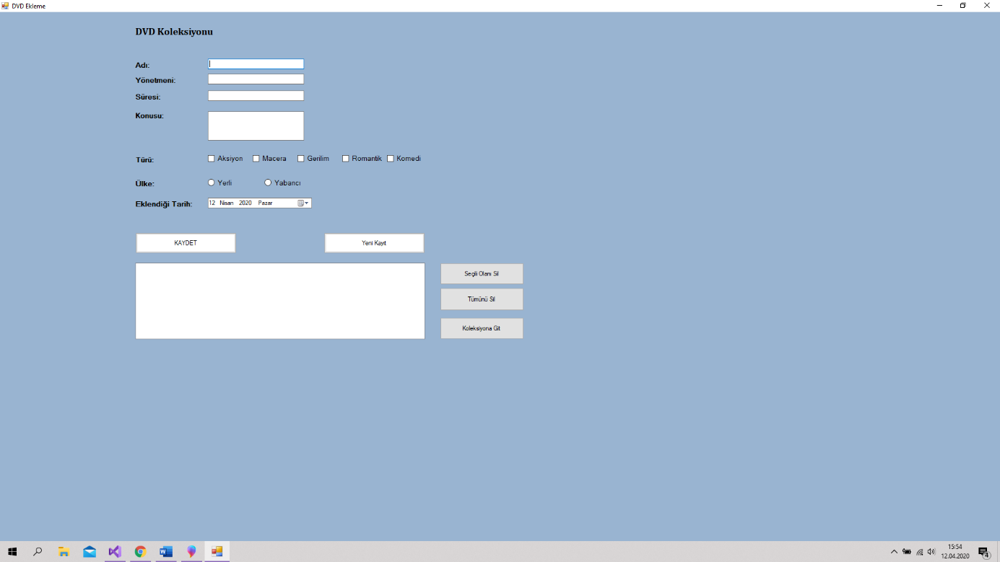 DVD Ekleme
DVD Koleksiyonu
Adı:
Yönetmeni:
Süresi:
Konusu:
Türü: Aksiyon Macera Gerilim Romantik Komedi
Ülke: Yerli Yabancı
Eklendiği Tarih: 12 Nisan 2020 Pazar
KAYDET Yeni Kayıt
Seçili Olanı Sil
Tümünü Sil
Koleksiyona Git
15:54
12.04.2020
4